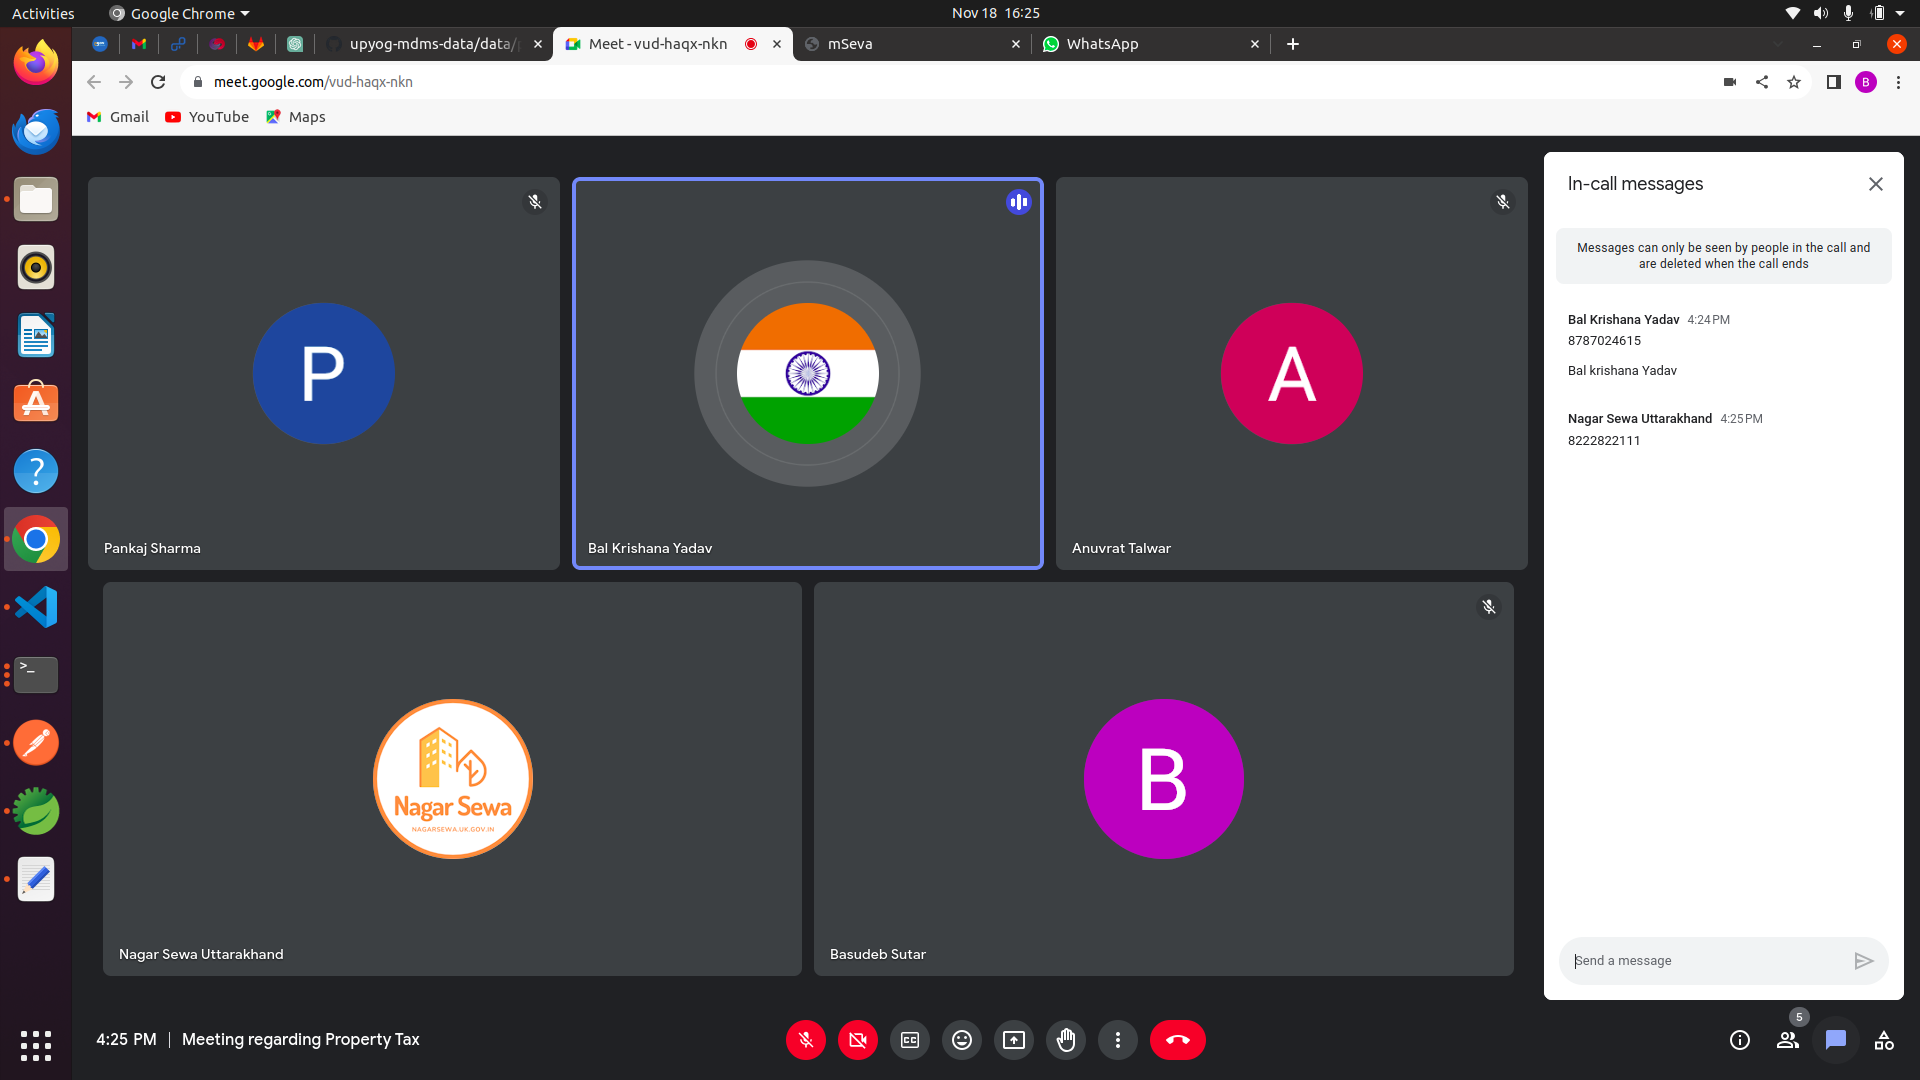 Activities
Google Chrome
Nov 18 16:25
upyog-mdms-data/data/
Meet - vud-haqx-nkn
mSeva
WhatsApp
meet.google.com/vud-haqx-nkn
B
Gmail
YouTube
Maps
In-call messages
Messages can only be seen by people in the call and
are deleted when the call ends
Bal Krishana Yadav 4:24 PM
8787024615
Bal krishana Yadav
Nagar Sewa Uttarakhand 4:25 PM
8222822111
P
A
Pankaj Sharma
Bal Krishana Yadav
Anuvrat Talwar
Nagar Sewa
NAGARSEWA.UK.GOV.IN
B
Nagar Sewa Uttarakhand
Basudeb Sutar
Send a message
4:25 PM | Meeting regarding Property Tax
CC
5